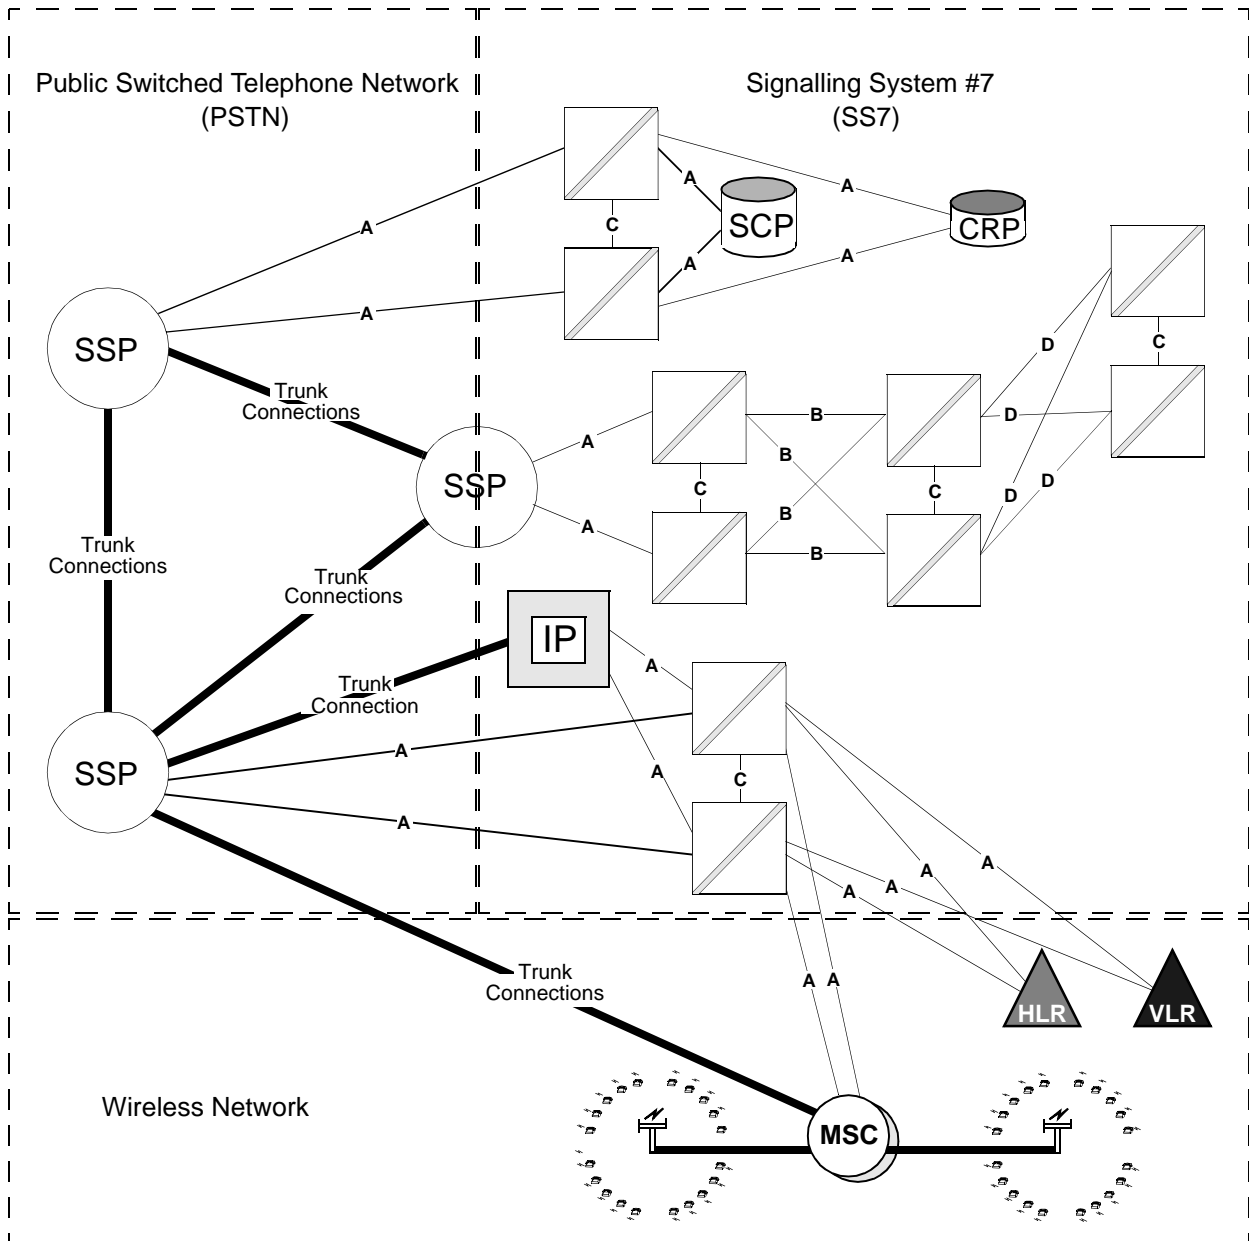 Public Switched Telephone Network
(PSTN)
Signalling System #7
(SS7)
A
A
A
C
SCP
CRP
A
A
A
SSP
D
C
Trunk
Connections
A
B
D
B
SSP
C
C
D
D
B
A
B
Trunk
Connections
Trunk
Connections
IP
A
Trunk
Connection
A
A
SSP
C
A
A
A
A
A
Trunk
Connections
A
A
HLR
VLR
Wireless Network
MSC